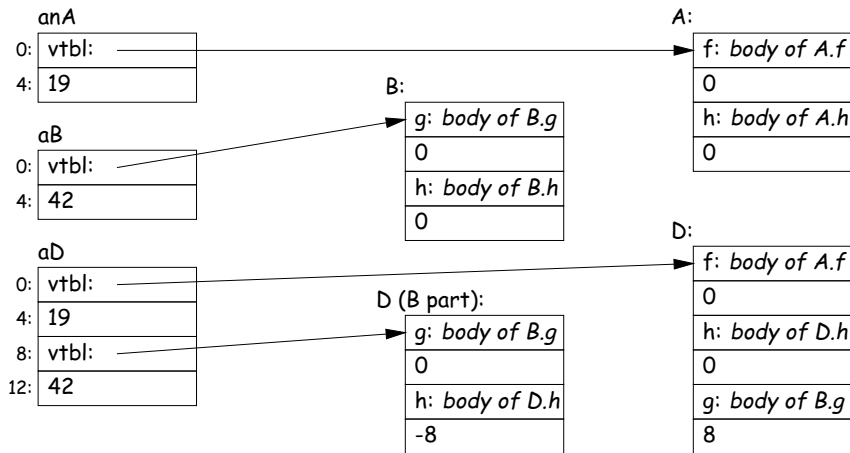 anA
0: vtbl:
4: 19
aB
0: vtbl:
4: 42
aD
0: vtbl:
4: 19
8: vtbl:
12: 42
B:
g: body of B.g
0
h: body of B.h
0
D (B part):
g: body of B.g
0
h: body of D.h
-8
A:
f: body of A.f
0
h: body of A.h
0
D:
f: body of A.f
0
h: body of D.h
0
g: body of B.g
8